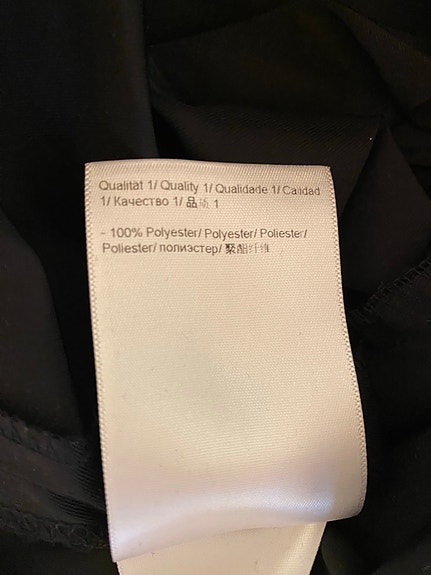 Qualität 1/ Quality 1/ Qualidade 1/ Calidad
1/ Качество 1/ 品质 1
- 100% Polyester/ Polyester/ Poliester/
Poliester/ полиэстер/ 聚酯纤维